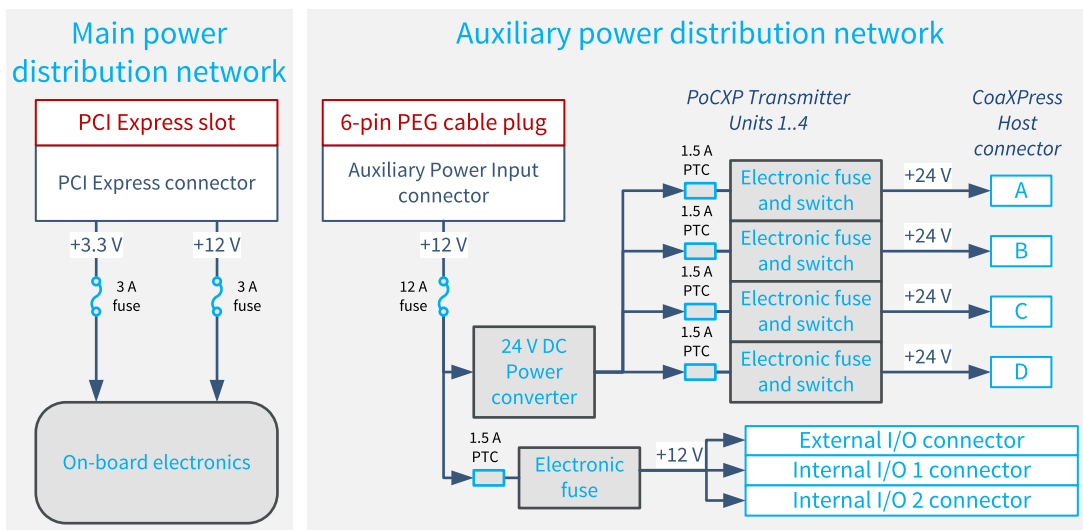 Main power
distribution network
PCI Express slot
PCI Express connector
+3.3 V
+12 V
3 A
fuse
3 A
fuse
On-board electronics
Auxiliary power distribution network
6-pin PEG cable plug
Auxiliary Power Input
connector
+12 V
12 A
fuse
24 V DC
Power
converter
PoCXP Transmitter
Units 1..4
CoaXPress
Host
connector
1.5 A
PTC
Electronic fuse
and switch
+24 V
A
1.5 A
PTC
Electronic fuse
and switch
+24 V
B
1.5 A
PTC
Electronic fuse
and switch
+24 V
C
1.5 A
PTC
Electronic fuse
and switch
+24 V
D
1.5 A
PTC
Electronic
fuse
+12 V
External I/O connector
Internal I/O 1 connector
Internal I/O 2 connector